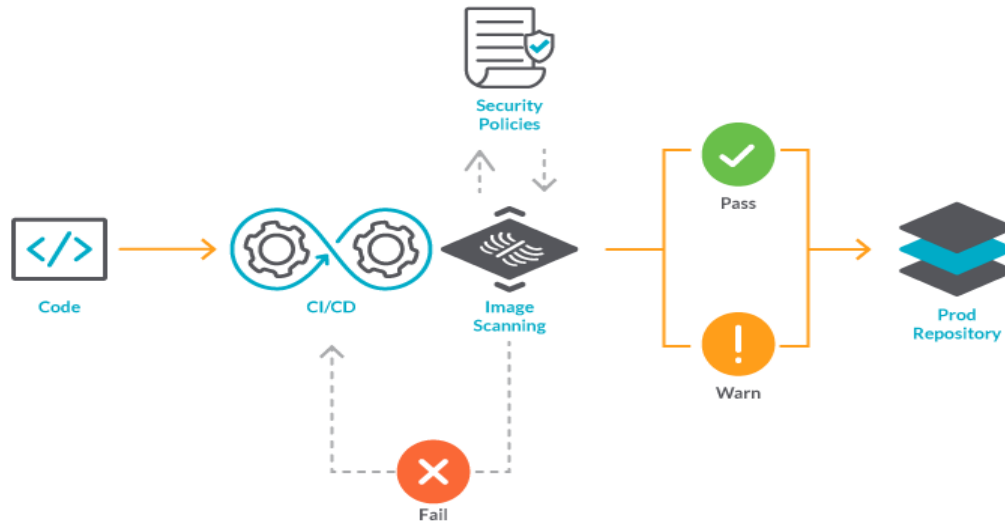 Security
Policies
Pass
</>
Code
CI/CD
Image
Scanning
Prod
Repository
Warn
Fail